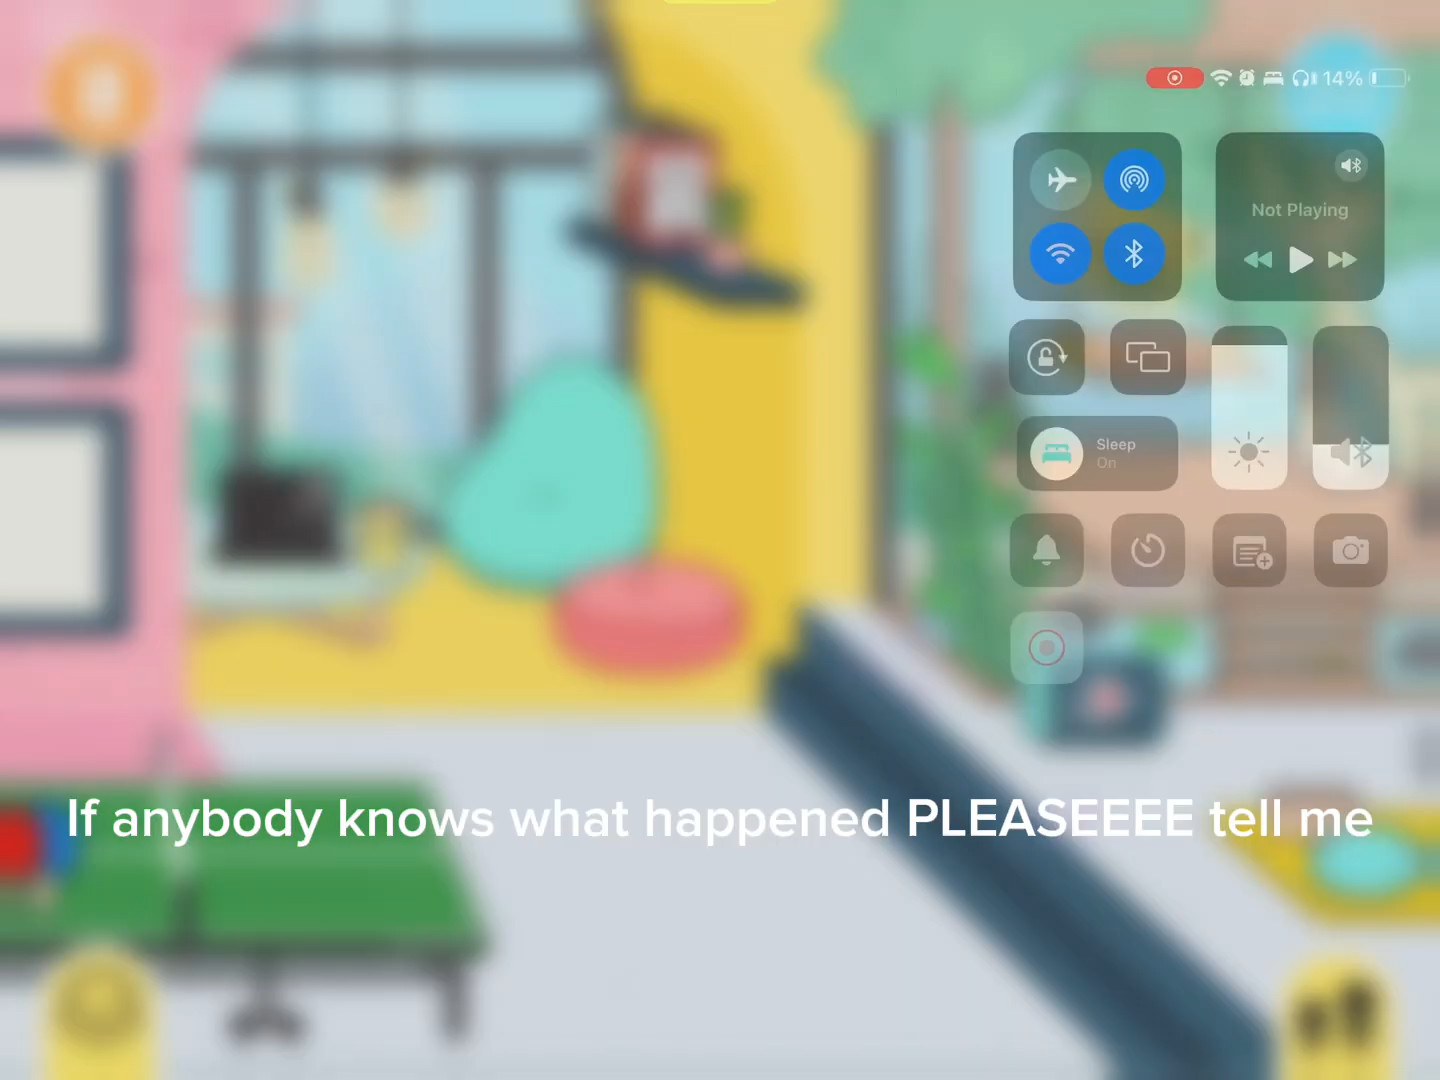 14%
Not Playing
Sleep
On
If anybody knows what happened PLEASEEEE tell me